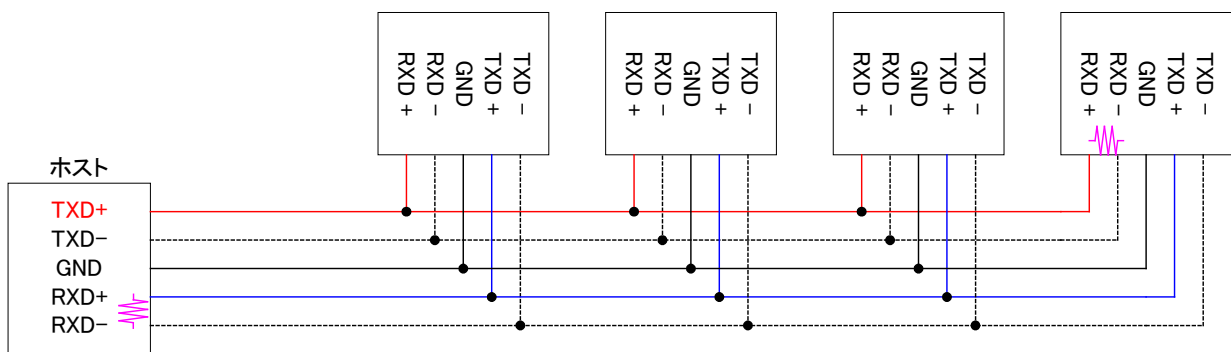 RXD+
RXD-
GND
TXD+
TXD-
RXD+
RXD-
GND
TXD+
TXD-
RXD+
RXD-
GND
TXD+
TXD-
RXD+
RXD-
GND
TXD+
TXD-
ホスト
TXD+
TXD-
GND
RXD+
RXD-